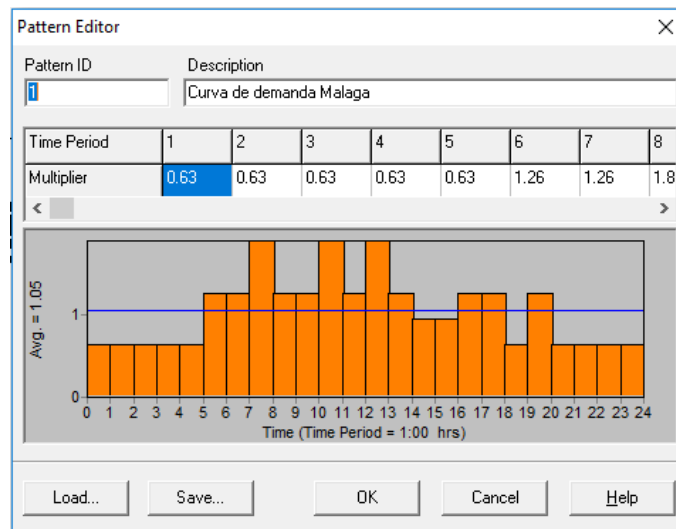 Pattern Editor
Pattern ID Description
1 Curva de demanda Malaga
Time Period 1 2 3 4 5 6 7 8
Multiplier 0.63 0.63 0.63 0.63 0.63 1.26 1.26 1.8
Avg. = 1.05
1
0
0 1 2 3 4 5 6 7 8 9 10 11 12 13 14 15 16 17 18 19 20 21 22 23 24
Time (Time Period = 1:00 hrs)
Load... Save... OK Cancel Help